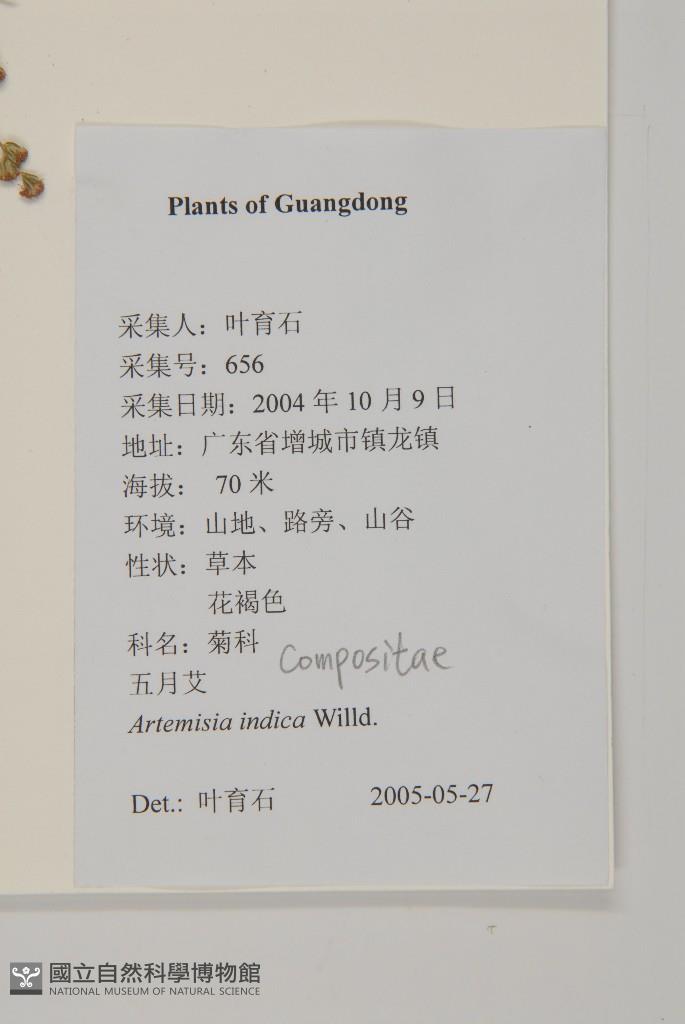 Plants of Guangdong
采集人：叶育石
采集号：656
采集日期：2004 年 10 月 9 日
地址：广东省增城市镇龙镇
海拔： 70 米
环境：山地、路旁、山谷
性状：草本
花褐色
科名：菊科 Compositae
五月艾
Artemisia indica Willd.
Det.: 叶育石 2005-05-27
國立自然科學博物館
NATIONAL MUSEUM OF NATURAL SCIENCE